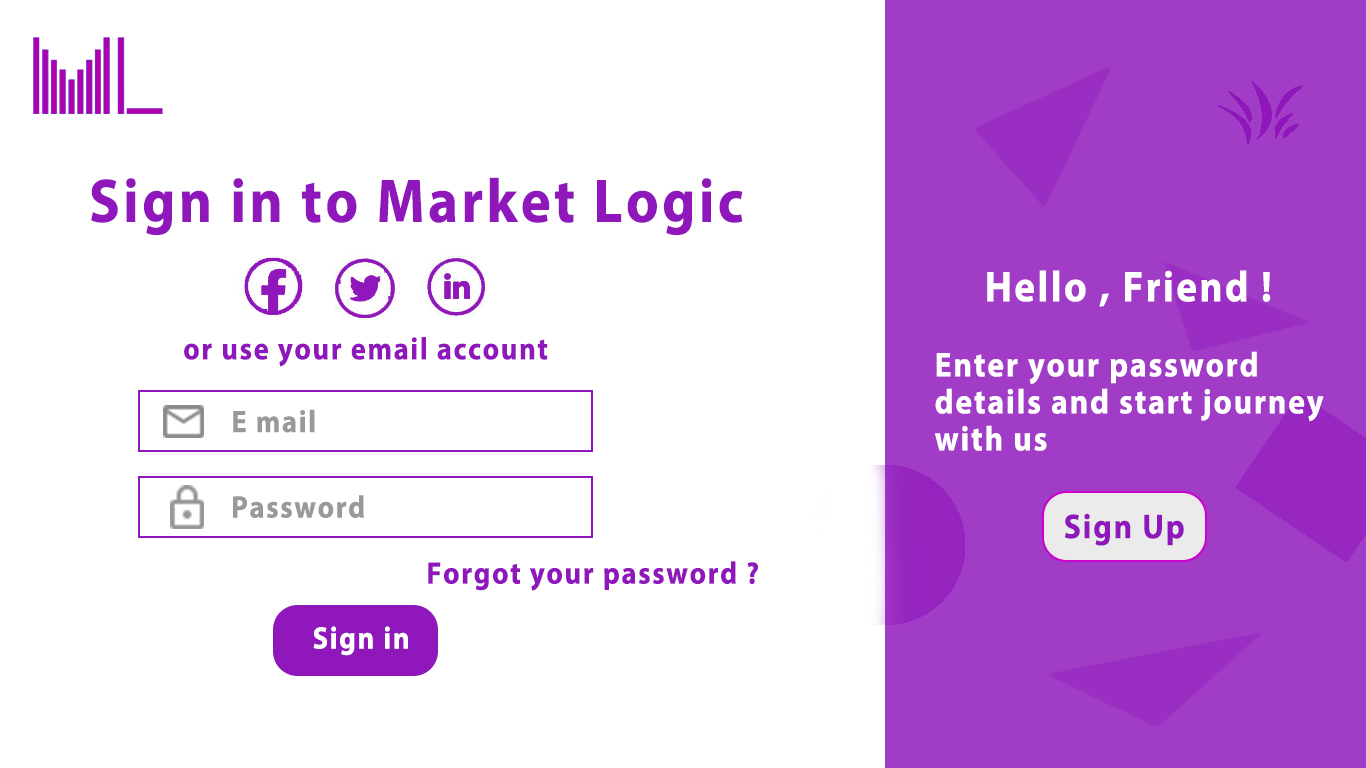 ML
Sign in to Market Logic
or use your email account
E mail
Password
Forgot your password ?
Sign in
Hello , Friend !
Enter your password
details and start journey
with us
Sign Up